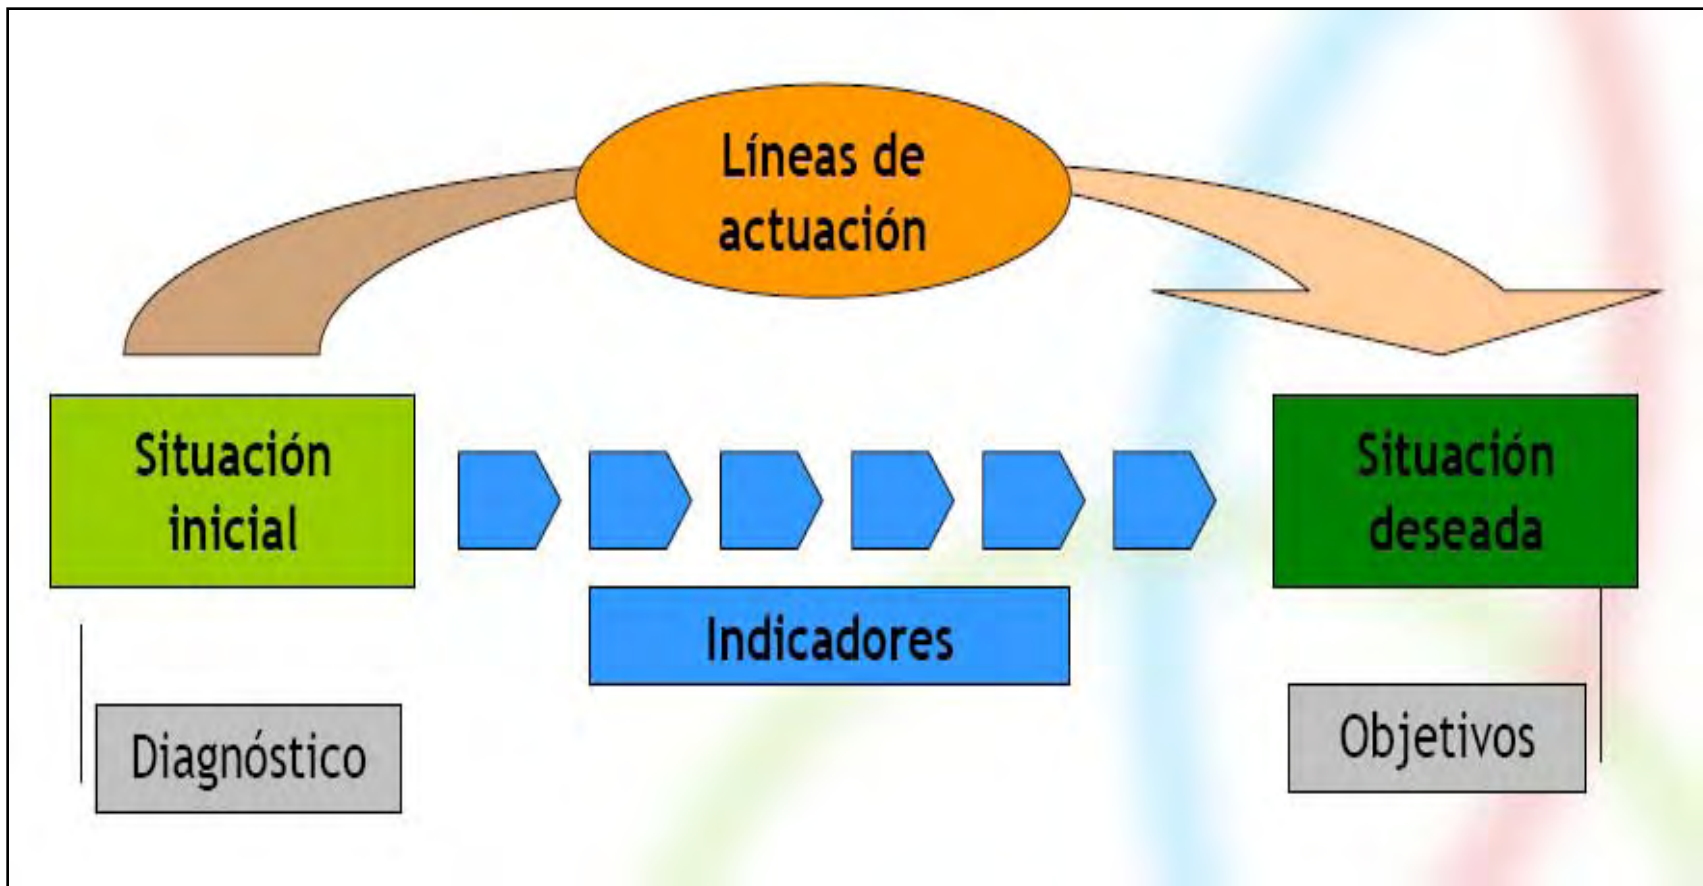 Líneas de
actuación
Situación
inicial
Situación
deseada
Indicadores
Diagnóstico
Objetivos